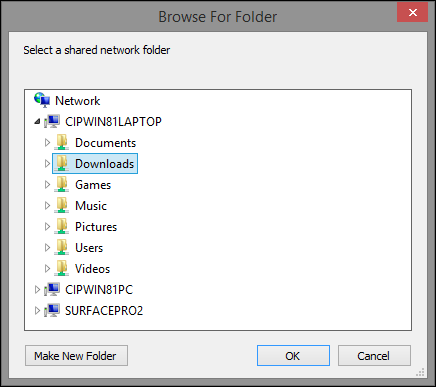 Browse For Folder
Select a shared network folder
Network
CIPWIN81LAPTOP
Documents
Downloads
Games
Music
Pictures
Users
Videos
CIPWIN81PC
SURFACEPRO2
Make New Folder
OK
Cancel